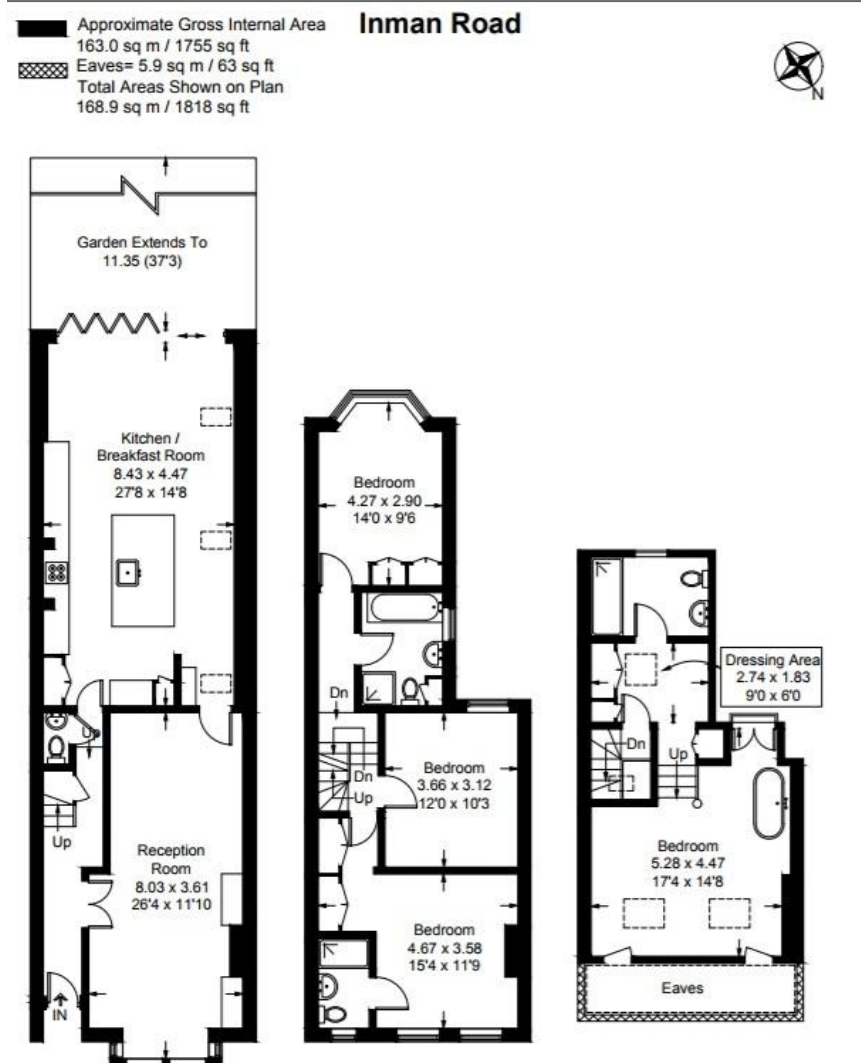 Inman Road
Approximate Gross Internal Area
163.0 sq m / 1755 sq ft
Eaves= 5.9 sq m / 63 sq ft
Total Areas Shown on Plan
168.9 sq m / 1818 sq ft
N
Garden Extends To
11.35 (37'3)
Kitchen /
Breakfast Room
8.43 x 4.47
27'8 x 14'8
Up
Reception
Room
8.03 x 3.61
26'4 x 11'10
IN
Bedroom
4.27 x 2.90
14'0 x 9'6
Dn
Dn
Up
Bedroom
3.66 x 3.12
12'0 x 10'3
Bedroom
4.67 x 3.58
15'4 x 11'9
Dressing Area
2.74 x 1.83
9'0 x 6'0
Dn
Up
Bedroom
5.28 x 4.47
17'4 x 14'8
Eaves